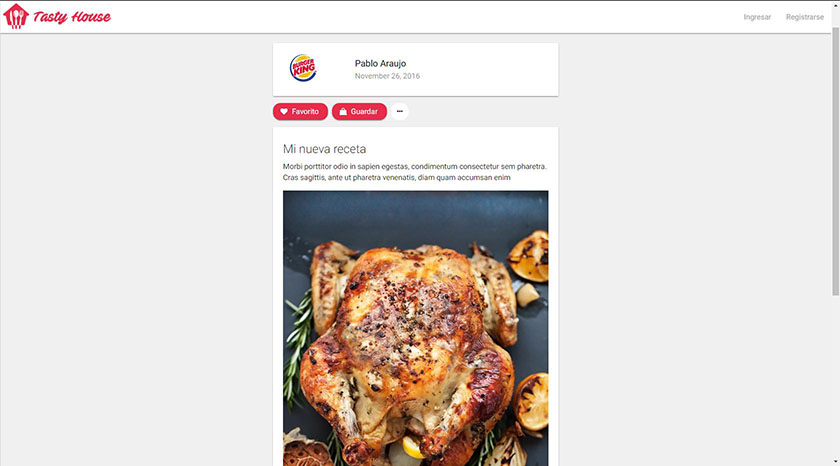 Tasty House
Ingresar
Registrarse
BURGER
KING
Pablo Araujo
November 26, 2016
Favorito
Guardar
Mi nueva receta
Morbi porttitor odio in sapien egestas, condimentum consectetur sem pharetra.
Cras sagittis, ante ut pharetra venenatis, diam quam accumsan enim